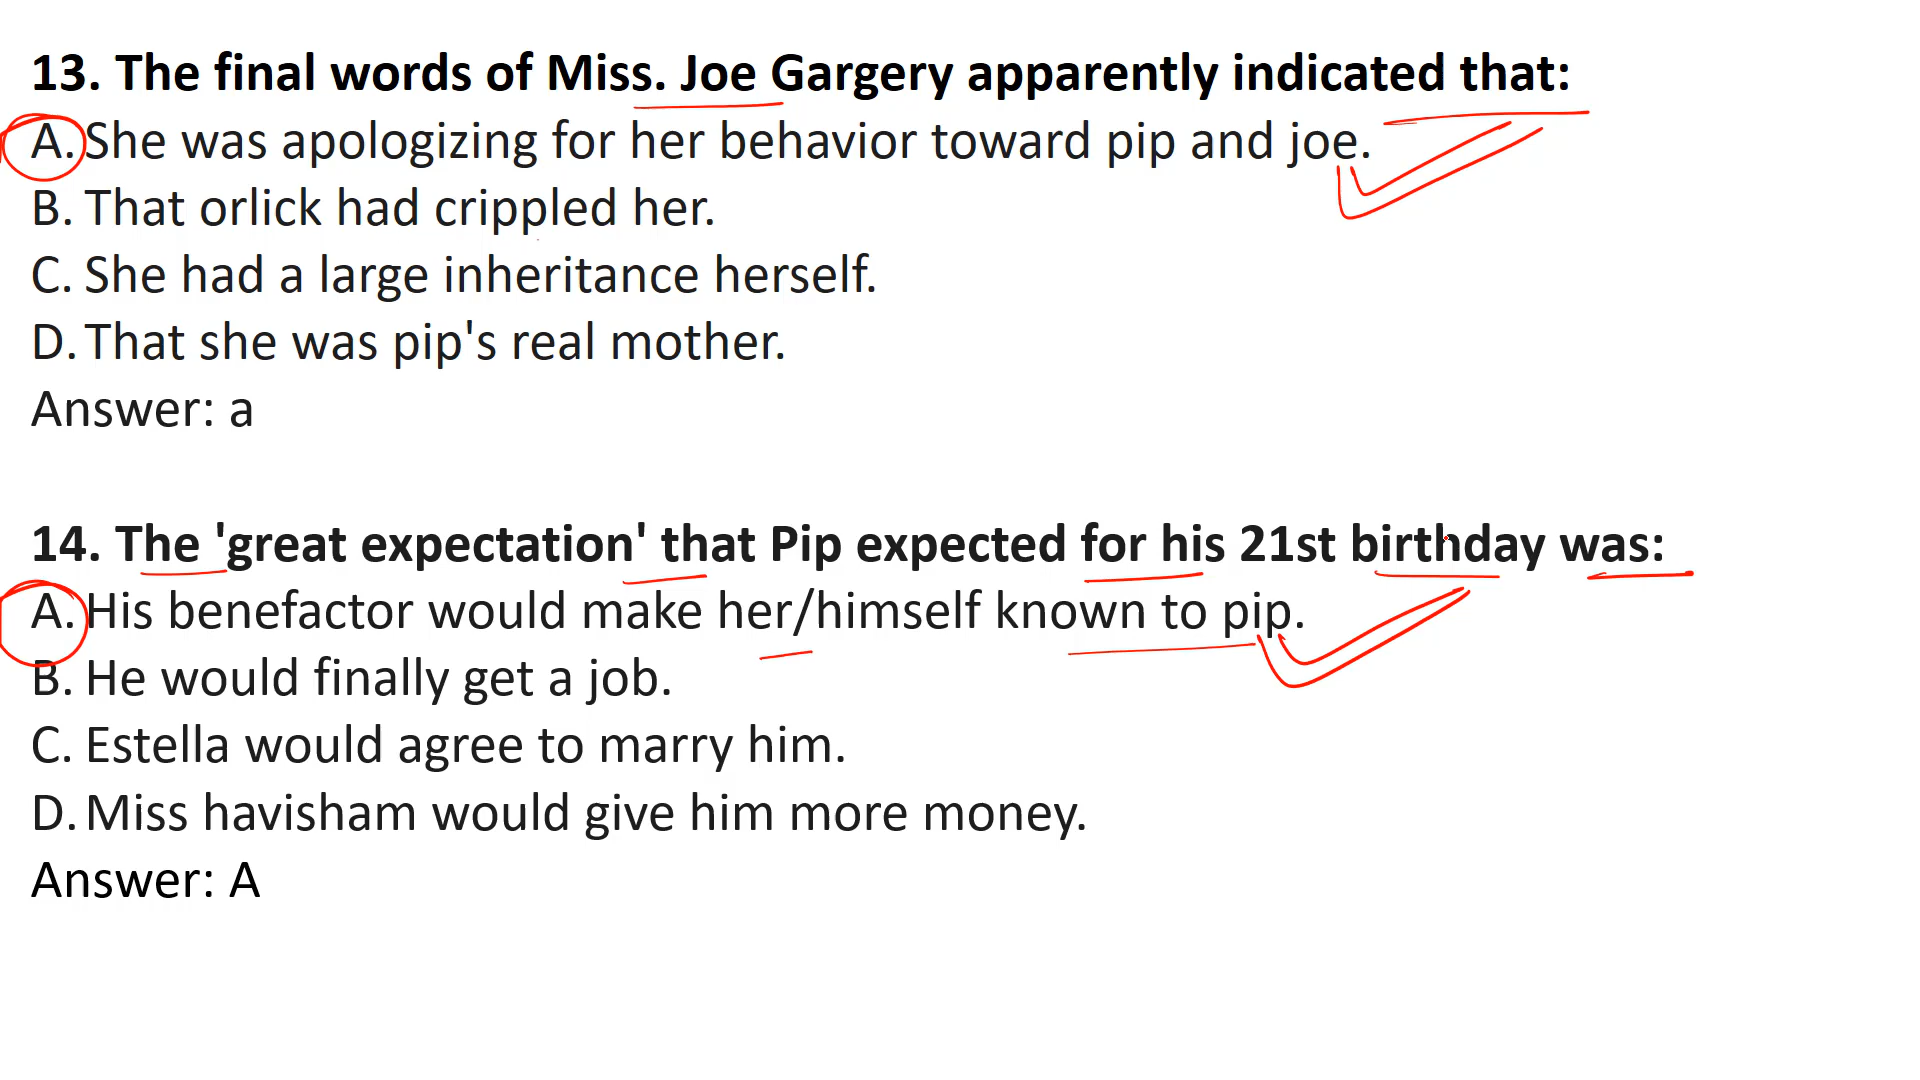 13. The final words of Miss. Joe Gargery apparently indicated that:
A. She was apologizing for her behavior toward pip and joe.
B. That orlick had crippled her.
C. She had a large inheritance herself.
D. That she was pip's real mother.
Answer: a
14. The 'great expectation' that Pip expected for his 21st birthday was:
A. His benefactor would make her/himself known to pip.
B. He would finally get a job.
C. Estella would agree to marry him.
D. Miss havisham would give him more money.
Answer: A